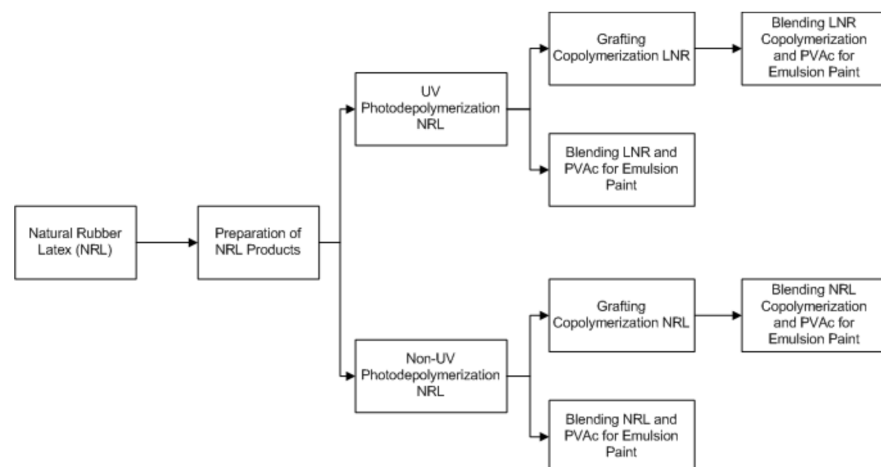 Natural Rubber
Latex (NRL)
Preparation of
NRL Products
UV
Photodepolymerization
NRL
Grafting
Copolymerization LNR
Blending LNR
Copolymerization
and PVAc for
Emulsion Paint
Blending LNR and
PVAc for Emulsion
Paint
Non-UV
Photodepolymerization
NRL
Grafting
Copolymerization NRL
Blending NRL
Copolymerization
and PVAc for
Emulsion Paint
Blending NRL and
PVAc for Emulsion
Paint